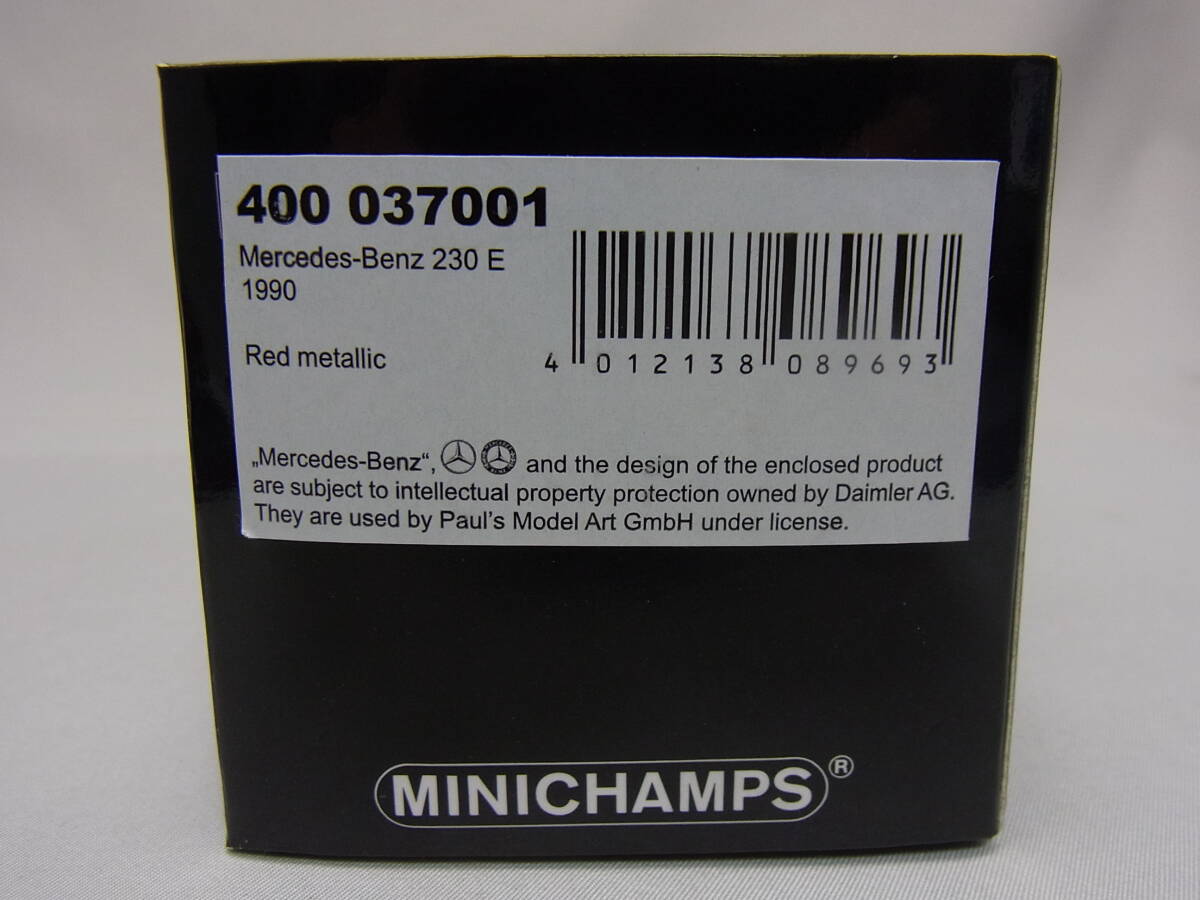 400 037001
Mercedes-Benz 230 E
1990
Red metallic
4 012138 089693
„Mercedes-Benz“, and the design of the enclosed product
are subject to intellectual property protection owned by Daimler AG.
They are used by Paul's Model Art GmbH under license.
MINICHAMPS®